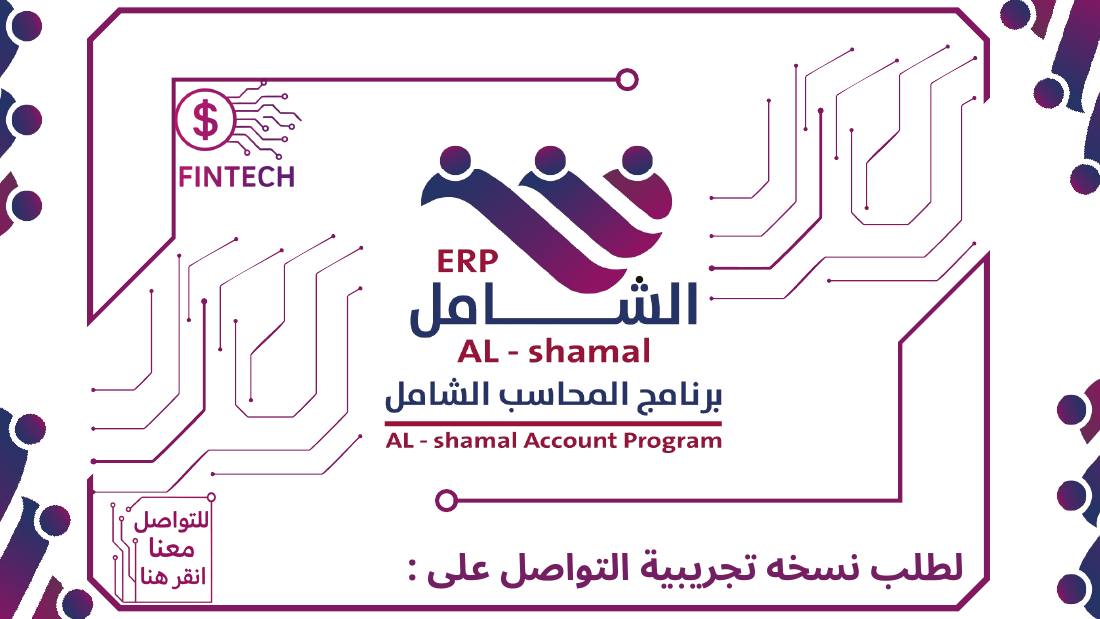 $
FINTECH
ERP
الشـــــامل
AL - shamal
برنامج المحاسب الشامل
AL - shamal Account Program
للتواصل
معنا
انقر هنا
لطلب نسخه تجريبية التواصل على :